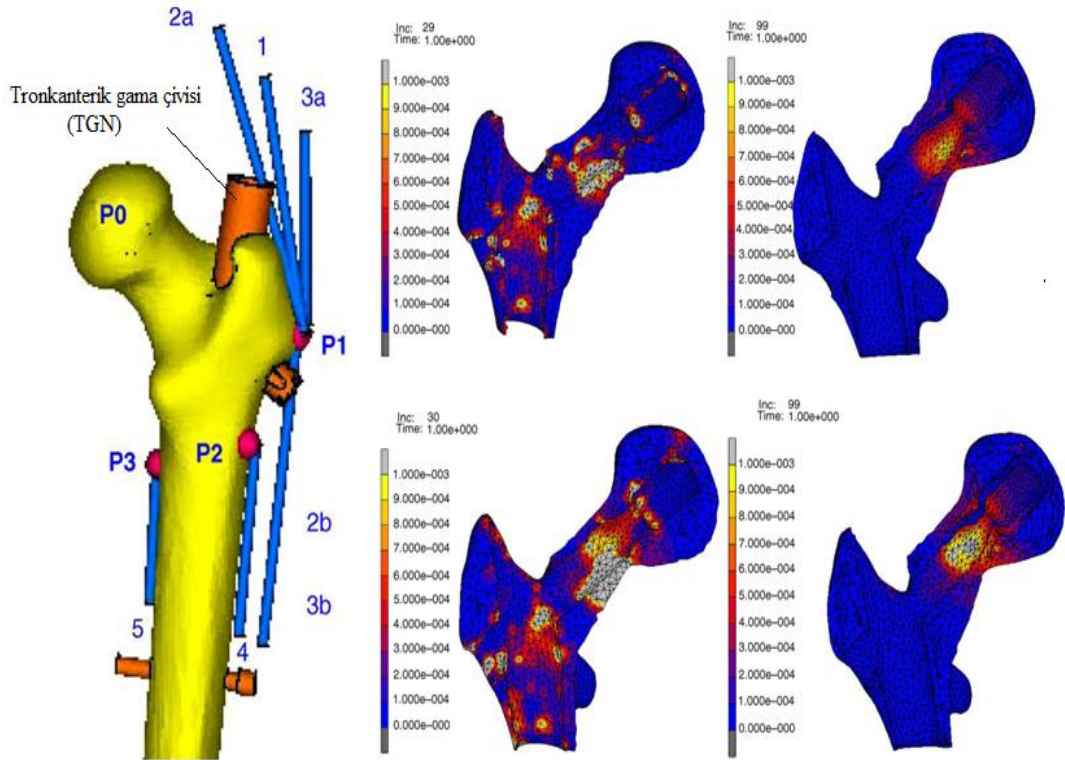 2a
1
3a
Tronkanterik gama çivisi
(TGN)
P0
P1
P2
P3
2b
3b
5
4
Inc: 29
Time: 1.00e+000
1.000e-003
9.000e-004
8.000e-004
7.000e-004
6.000e-004
5.000e-004
4.000e-004
3.000e-004
2.000e-004
1.000e-004
0.000e-000
Inc: 99
Time: 1.00e+000
1.000e-003
9.000e-004
8.000e-004
7.000e-004
6.000e-004
5.000e-004
4.000e-004
3.000e-004
2.000e-004
1.000e-004
0.000e-000
Inc: 30
Time: 1.00e+000
1.000e-003
9.000e-004
8.000e-004
7.000e-004
6.000e-004
5.000e-004
4.000e-004
3.000e-004
2.000e-004
1.000e-004
0.000e-000
Inc: 99
Time: 1.00e+000
1.000e-003
9.000e-004
8.000e-004
7.000e-004
6.000e-004
5.000e-004
4.000e-004
3.000e-004
2.000e-004
1.000e-004
0.000e-000